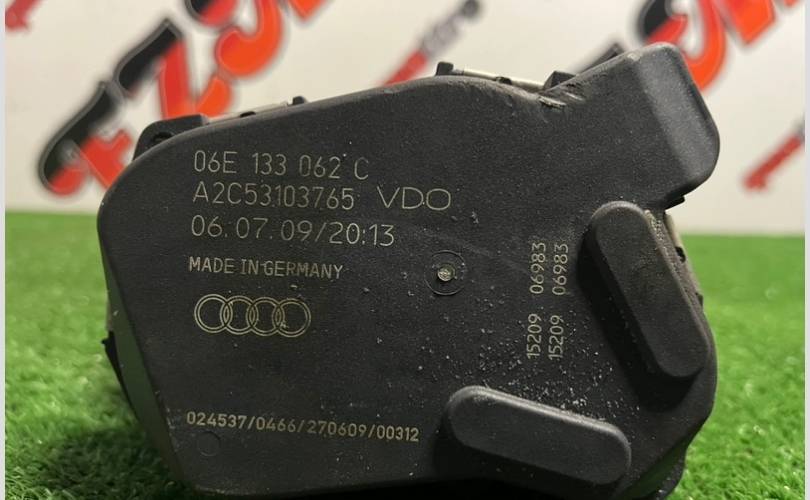 06E 133 062 C
A2C53103765 VDO
06.07.09/20:13
MADE IN GERMANY
15209 06983
15209 06983
024537/0466/270609/00312